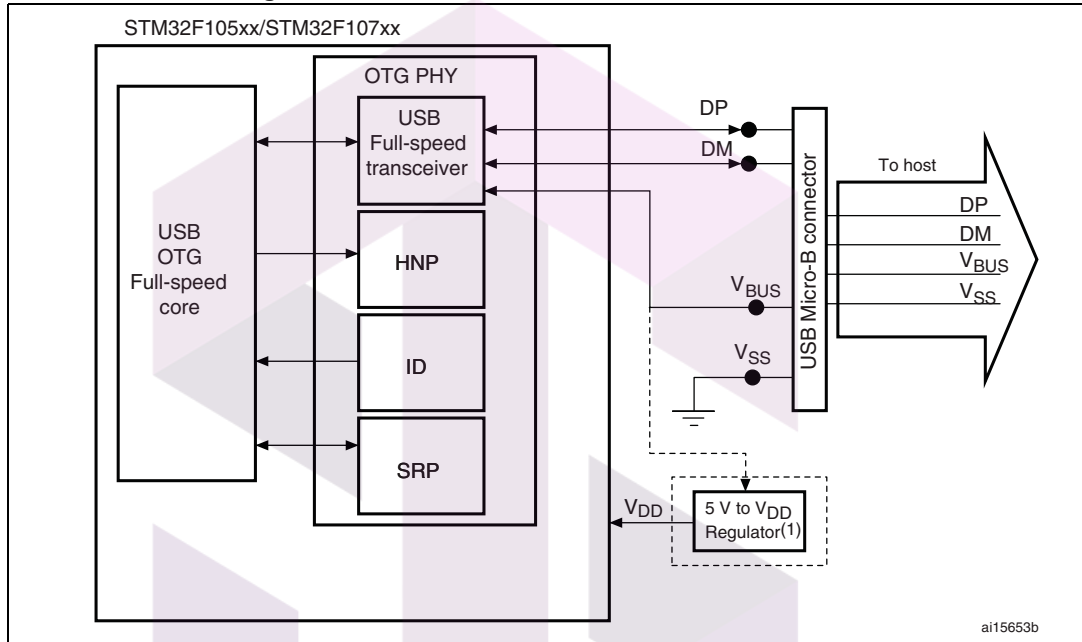 STM32F105xx/STM32F107xx
OTG PHY
USB
Full-speed
transceiver
HNP
ID
SRP
USB
OTG
Full-speed
core
DP
DM
VBUS
VSS
USB Micro-B connector
To host
DP
DM
VBUS
VSS
VDD
5 V to VDD
Regulator(1)
ai15653b